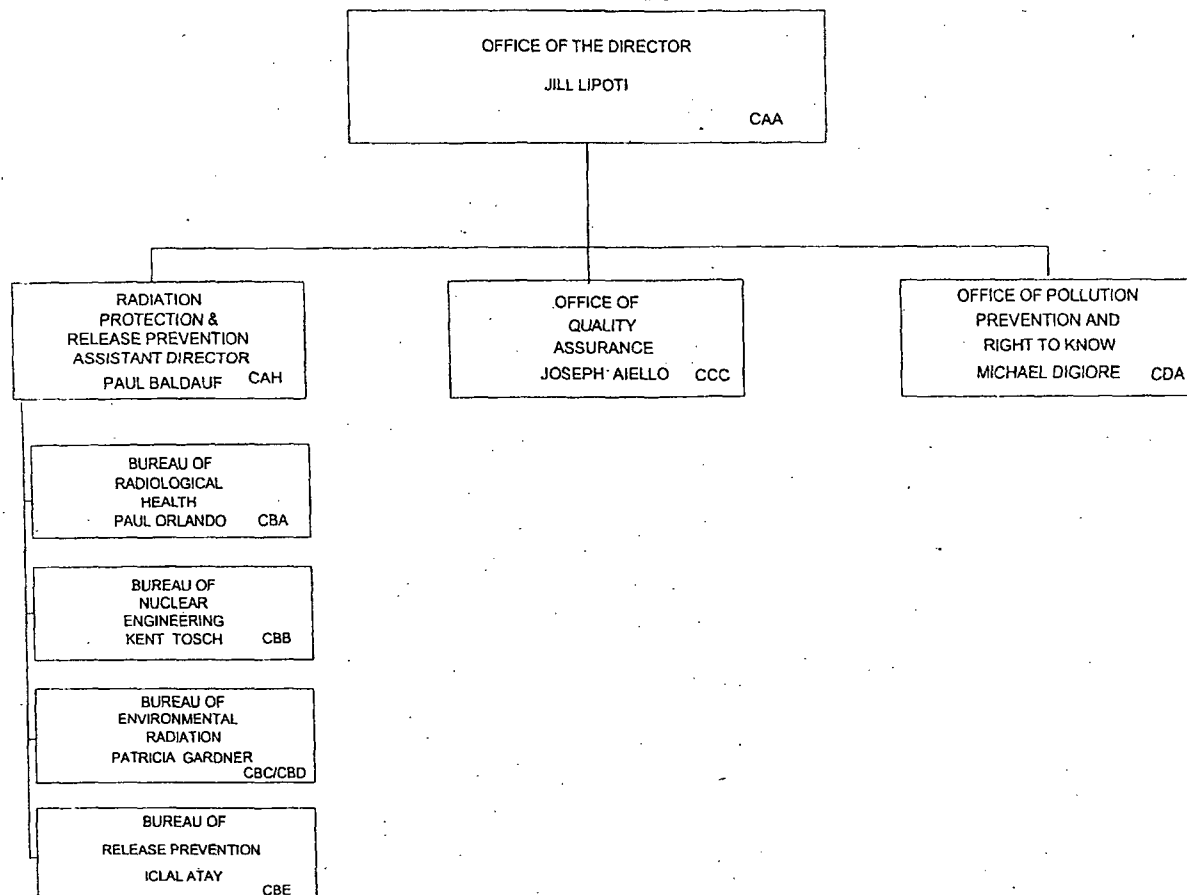 OFFICE OF THE DIRECTOR
JILL LIPOTI
CAA
RADIATION
PROTECTION &
RELEASE PREVENTION
ASSISTANT DIRECTOR
PAUL BALDAUF CAH
OFFICE OF
QUALITY
ASSURANCE
JOSEPH AIELLO CCC
OFFICE OF POLLUTION
PREVENTION AND
RIGHT TO KNOW
MICHAEL DIGIORE CDA
BUREAU OF
RADIOLOGICAL
HEALTH
PAUL ORLANDO CBA
BUREAU OF
NUCLEAR
ENGINEERING
KENT TOSCH CBB
BUREAU OF
ENVIRONMENTAL
RADIATION
PATRICIA GARDNER
CBC/CBD
BUREAU OF
RELEASE PREVENTION
ICLAL ATAY
CBE